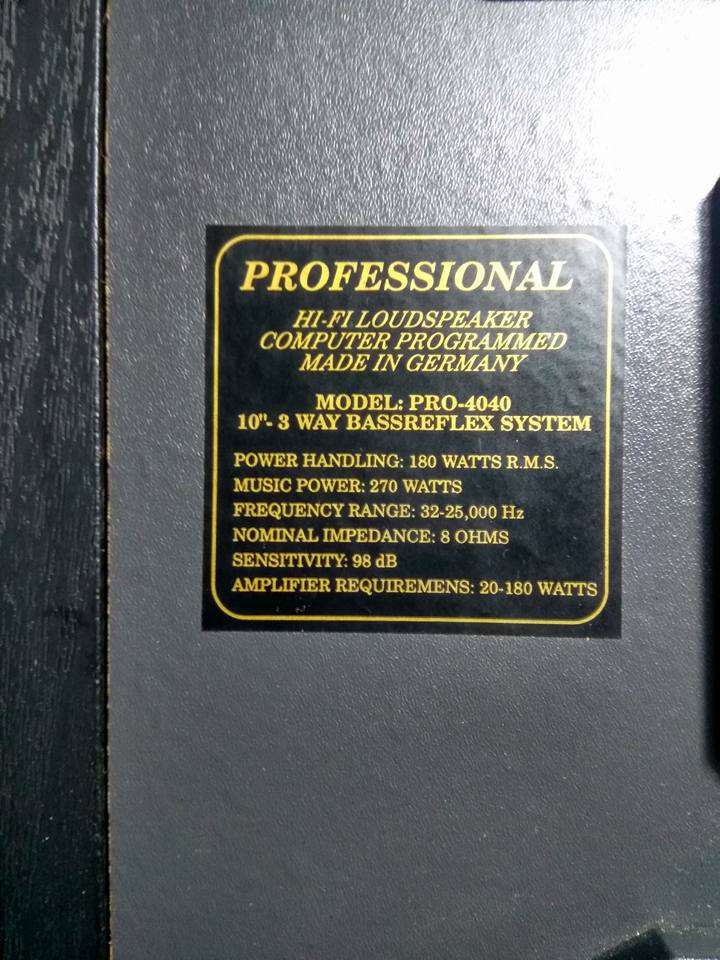 PROFESSIONAL
HI-FI LOUDSPEAKER
COMPUTER PROGRAMMED
MADE IN GERMANY
MODEL: PRO-4040
10"- 3 WAY BASSREFLEX SYSTEM
POWER HANDLING: 180 WATTS R.M.S.
MUSIC POWER: 270 WATTS
FREQUENCY RANGE: 32-25,000 Hz
NOMINAL IMPEDANCE: 8 OHMS
SENSITIVITY: 98 dB
AMPLIFIER REQUIREMENS: 20-180 WATTS